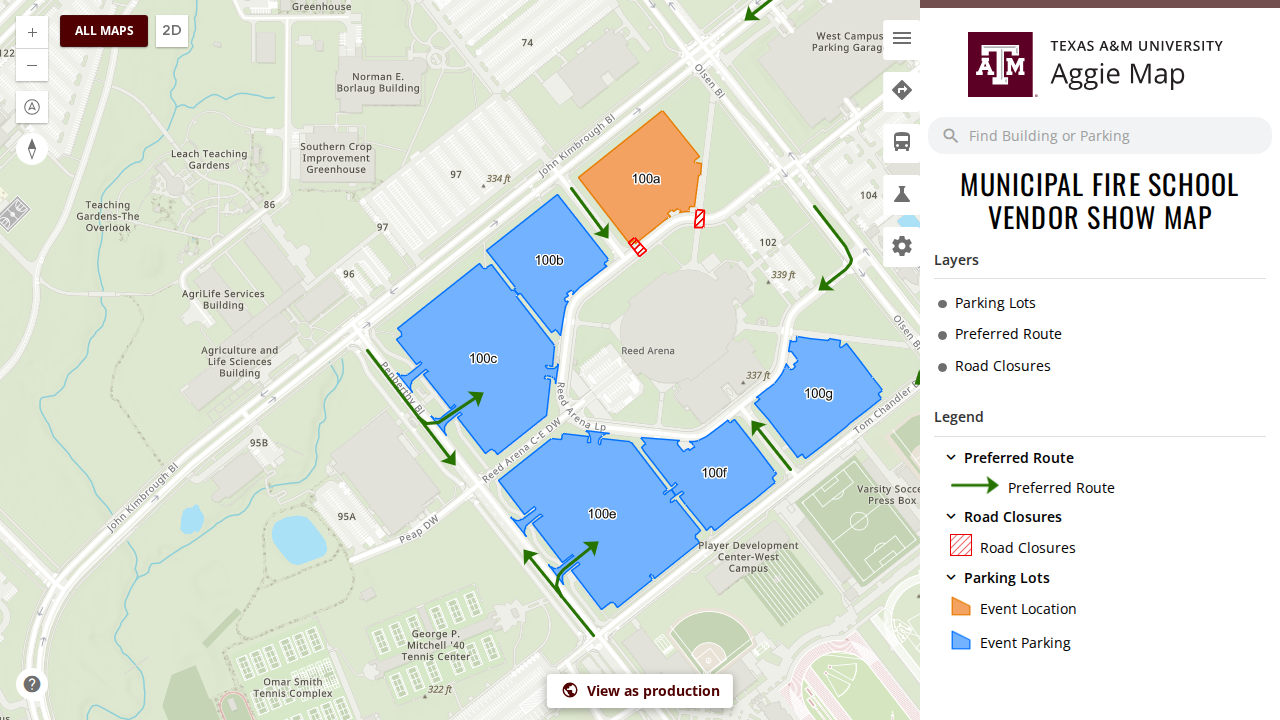 Greenhouse
ALL MAPS
2D
122
74
Norman E.
Borlaug Building
West Campus
Parking Garag
Olsen Bl
John Kimbrough Bl
Leach Teaching
Gardens
Southern Crop
Improvement
Greenhouse
97
334 ft
100a
104
Teaching
Gardens-The
Overlook
86
97
102
100b
339 ft
96
AgriLife Services
Building
Olsen B
Agriculture and
Life Sciences
Building
Reed Arena
100c
Penberthy Bl
337 ft
100g
Reed Arena Lp
Tom Chandler
95B
Reed Arena C-E DW
100f
John Kimbrough Bl
Varsity Socce
Press Box
95A
Peap DW
100e
Player Development
Center-West
Campus
George P.
Mitchell '40
Tennis Center
Omar Smith
Tennis Complex
322 ft
View as production
TEXAS A&M UNIVERSITY
Aggie Map
Find Building or Parking
MUNICIPAL FIRE SCHOOL
VENDOR SHOW MAP
Layers
Parking Lots
Preferred Route
Road Closures
Legend
Preferred Route
Preferred Route
Road Closures
Road Closures
Parking Lots
Event Location
Event Parking